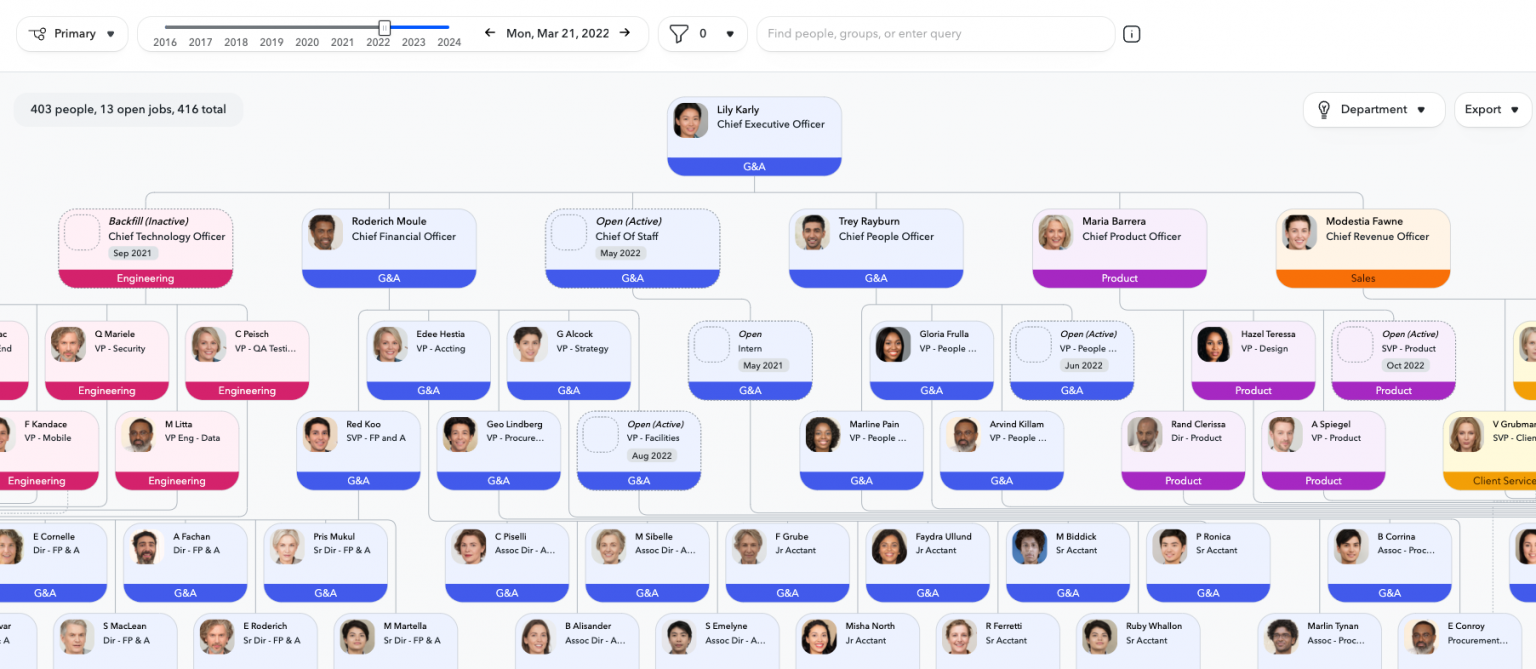 Primary
2016 2017 2018 2019 2020 2021 2022 2023 2024
Mon, Mar 21, 2022
0
Find people, groups, or enter query
403 people, 13 open jobs, 416 total
Department
Export
Lily Karly
Chief Executive Officer
G&A
Backfill (Inactive)
Chief Technology Officer
Sep 2021
Engineering
Roderich Moule
Chief Financial Officer
G&A
Open (Active)
Chief Of Staff
May 2022
G&A
Trey Rayburn
Chief People Officer
G&A
Maria Barrera
Chief Product Officer
Product
Modestia Fawne
Chief Revenue Officer
Sales
Q Mariele
VP - Security
Engineering
C Peisch
VP - QA Testi...
Engineering
Edee Hestia
VP - Accting
G&A
G Alcock
VP - Strategy
G&A
Open
Intern
May 2021
G&A
Gloria Frulla
VP - People ...
G&A
Open (Active)
VP - People ...
Jun 2022
G&A
Hazel Teressa
VP - Design
Product
Open (Active)
SVP - Product
Oct 2022
Product
F Kandace
VP - Mobile
Engineering
M Litta
VP Eng - Data
Engineering
Red Koo
SVP - FP and A
G&A
Geo Lindberg
VP - Procure...
G&A
Open (Active)
VP - Facilities
Aug 2022
G&A
Marline Pain
VP - People ...
G&A
Arvind Killam
VP - People ...
G&A
Rand Clerissa
Dir - Product
Product
A Spiegel
VP - Product
Product
V Grubman
SVP - Clien
Client Service
E Cornelle
Dir - FP & A
G&A
A Fachan
Dir - FP & A
G&A
Pris Mukul
Sr Dir - FP & A
G&A
C Piselli
Assoc Dir - A...
G&A
M Sibelle
Assoc Dir - A...
G&A
F Grube
Jr Acctant
G&A
Faydra Ullund
Jr Acctant
G&A
M Biddick
Sr Acctant
G&A
P Ronica
Sr Acctant
G&A
B Corrina
Assoc - Proc...
G&A
S MacLean
Dir - FP & A
E Roderich
Sr Dir - FP & A
M Martella
Sr Dir - FP & A
B Alisander
Assoc Dir - A...
S Emelyne
Assoc Dir - A...
Misha North
Jr Acctant
R Ferretti
Sr Acctant
Ruby Whallon
Sr Acctant
Marlin Tynan
Assoc - Proc...
E Conroy
Procurement...